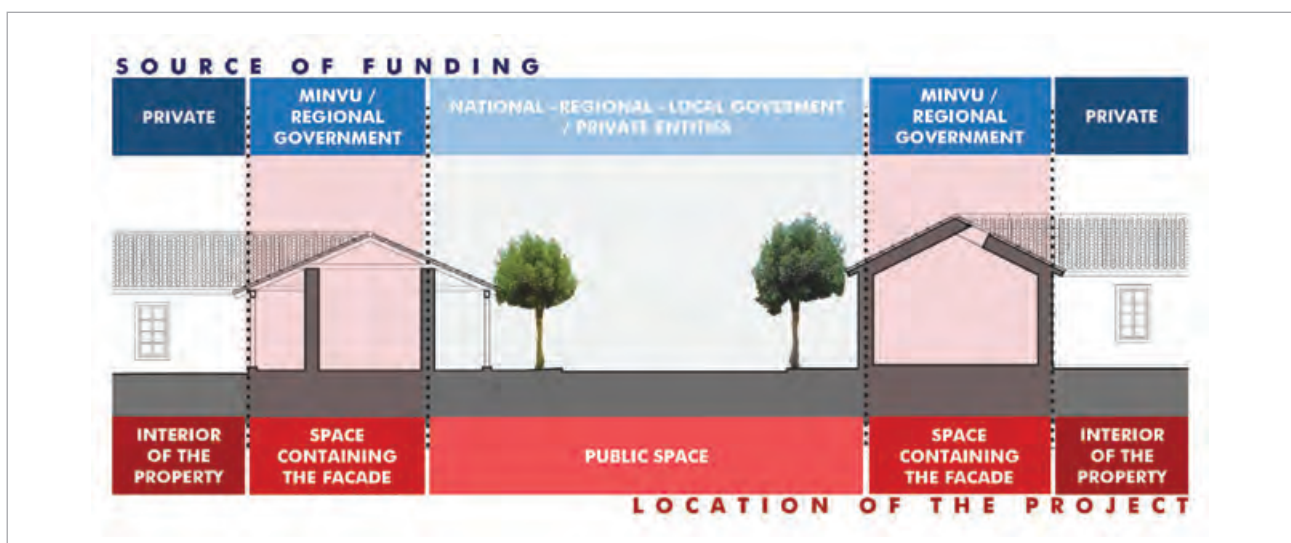 SOURCE OF FUNDING
PRIVATE
MINVU /
REGIONAL
GOVERNMENT
NATIONAL - REGIONAL - LOCAL GOVERMENT
/ PRIVATE ENTITIES
MINVU /
REGIONAL
GOVERNMENT
PRIVATE
INTERIOR
OF THE
PROPERTY
SPACE
CONTAINING
THE FACADE
PUBLIC SPACE
SPACE
CONTAINING
THE FACADE
INTERIOR
OF THE
PROPERTY
LOCATION OF THE PROJECT